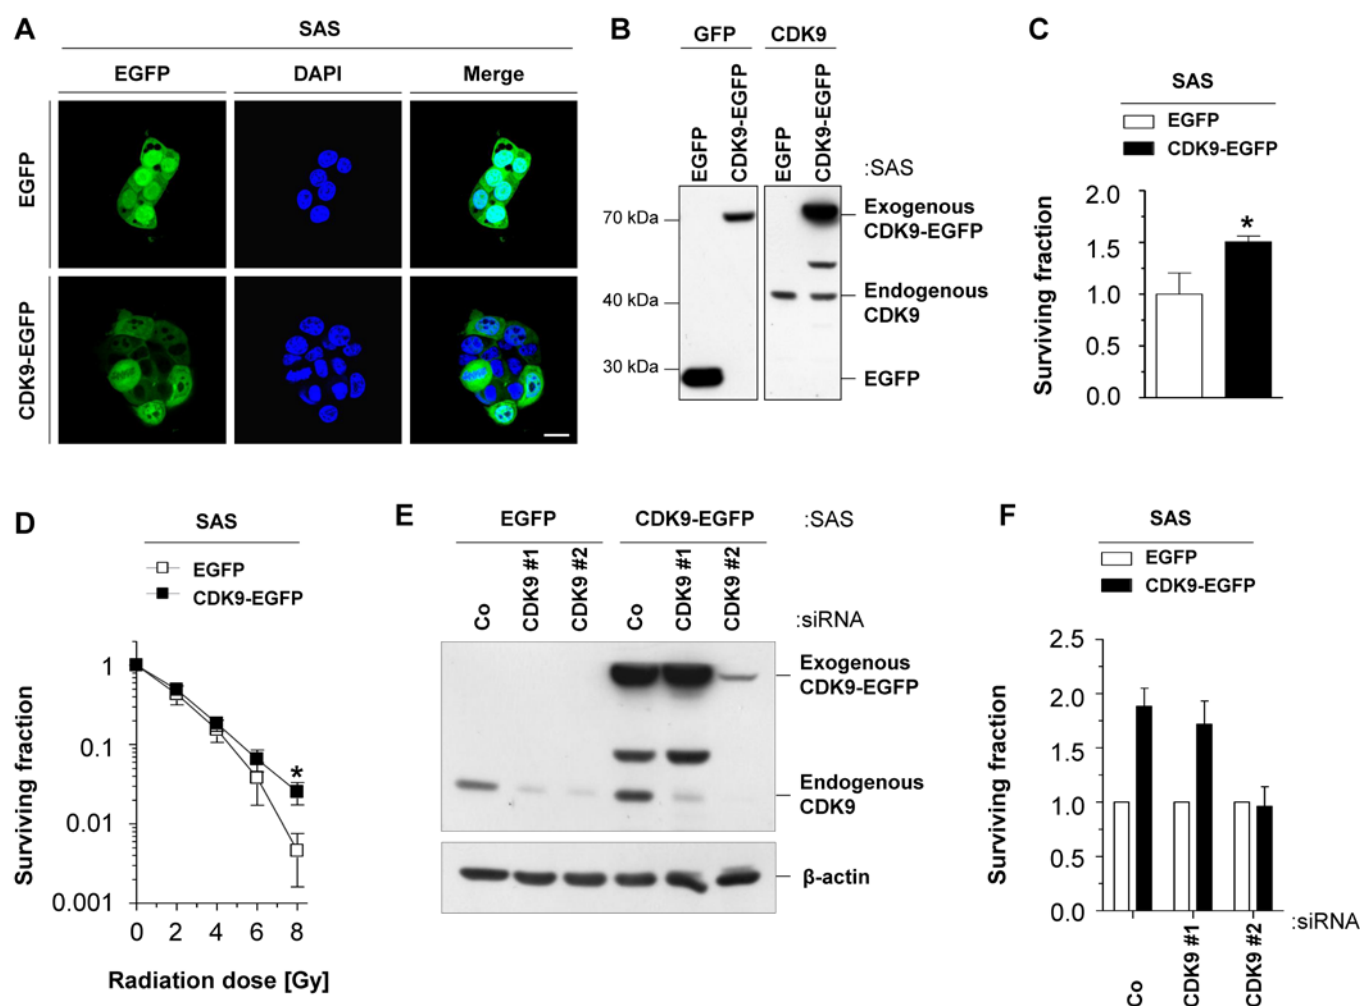 A
SAS
EGFP
DAPI
Merge
EGFP
CDK9-EGFP
B
GFP
CDK9
EGFP
CDK9-EGFP
EGFP
CDK9-EGFP
:SAS
70 kDa
40 kDa
30 kDa
Exogenous
CDK9-EGFP
Endogenous
CDK9
EGFP
C
SAS
EGFP
CDK9-EGFP
Surviving fraction
2.0
1.5
1.0
0.5
0.0
*
D
SAS
EGFP
CDK9-EGFP
Surviving fraction
1
0.1
0.01
0.001
*
0 2 4 6 8
Radiation dose [Gy]
E
EGFP
CDK9-EGFP
:SAS
Co
CDK9 #1
CDK9 #2
Co
CDK9 #1
CDK9 #2
:siRNA
Exogenous
CDK9-EGFP
Endogenous
CDK9
β-actin
F
SAS
EGFP
CDK9-EGFP
Surviving fraction
2.5
2.0
1.5
1.0
0.5
0.0
Co
CDK9 #1
CDK9 #2
:siRNA